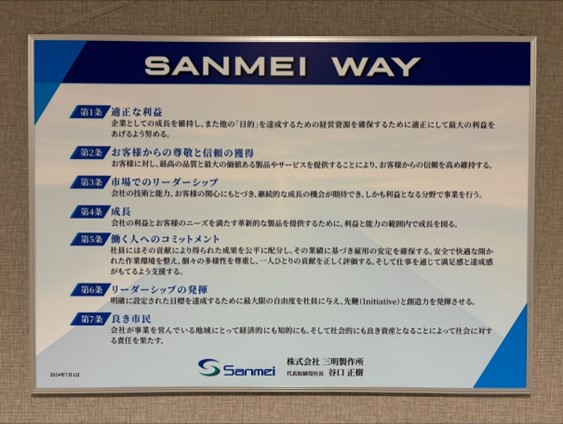 SANMEI WAY
第1条 適正な利益
企業としての成長を維持し、また他の「目的」を達成するための経営資源を確保するために適正にして最大の利益を
あげるよう努める。
第2条 お客様からの尊敬と信頼の獲得
お客様に対し、最高の品質と最大の価値ある製品やサービスを提供することにより、お客様からの信頼を高め維持する。
第3条 市場でのリーダーシップ
会社の技術と能力、お客様の関心にもとづき、継続的な成長の機会が期待でき、しかも利益となる分野で事業を行う。
第4条 成長
会社の利益とお客様のニーズを満たす革新的な製品を提供するために、利益と能力の範囲内で成長を図る。
第5条 働く人へのコミットメント
社員にはその貢献により得られた成果を公平に配分し、その業績に基づき雇用の安定を確保する。安全で快適な開か
れた作業環境を整え、個々の多様性を尊重し、一人ひとりの貢献を正しく評価する。そして仕事を通じて満足感と達成感
がもてるよう支援する。
第6条 リーダーシップの発揮
明確に設定された目標を達成するために最大限の自由度を社員に与え、先鞭(Initiative)と創造力を発揮させる。
第7条 良き市民
会社が事業を営んでいる地域にとって経済的にも知的にも、そして社会的にも良き資産となることによって社会に対す
る責任を果たす。
Sanmei
株式会社 三明製作所
代表取締役社長 谷口 正樹
2024年7月1日